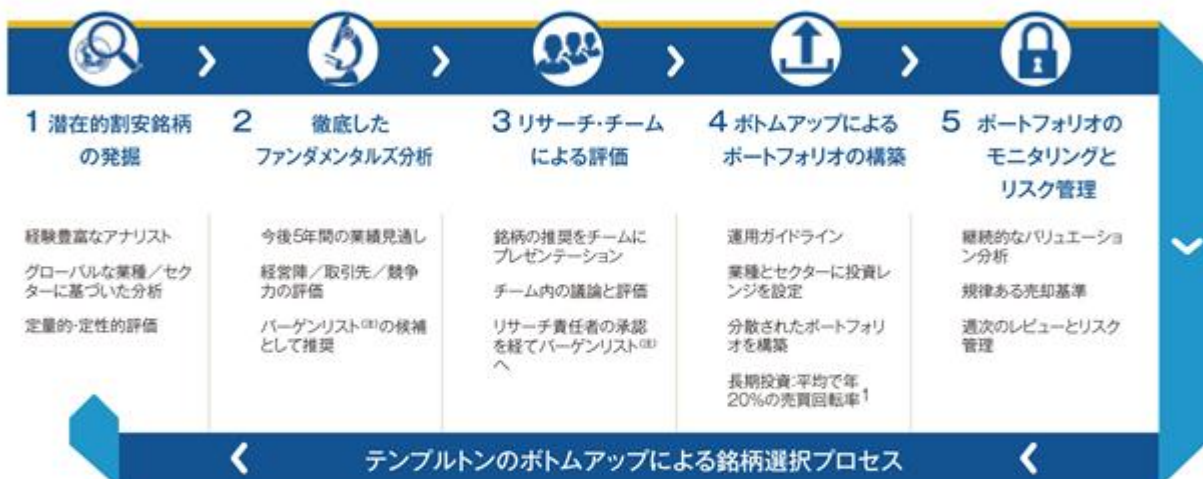 1 潜在的割安銘柄
の発掘
経験豊富なアナリスト
グローバルな業種／セク
ターに基づいた分析
定量的・定性的評価
2 徹底した
ファンダメンタルズ分析
今後5年間の業績見通し
経営陣／取引先／競争
力の評価
バーゲンリスト(注)の候補
として推奨
3 リサーチ・チーム
による評価
銘柄の推奨をチームに
プレゼンテーション
チーム内の議論と評価
リサーチ責任者の承認
を経てバーゲンリスト(注)
へ
4 ボトムアップによる
ポートフォリオの構築
運用ガイドライン
業種とセクターに投資レ
ンジを設定
分散されたポートフォリ
オを構築
長期投資:平均で年
20%の売買回転率1
5 ポートフォリオの
モニタリングと
リスク管理
継続的なバリュエーショ
ン分析
規律ある売却基準
週次のレビューとリスク
管理
テンプルトンのボトムアップによる銘柄選択プロセス